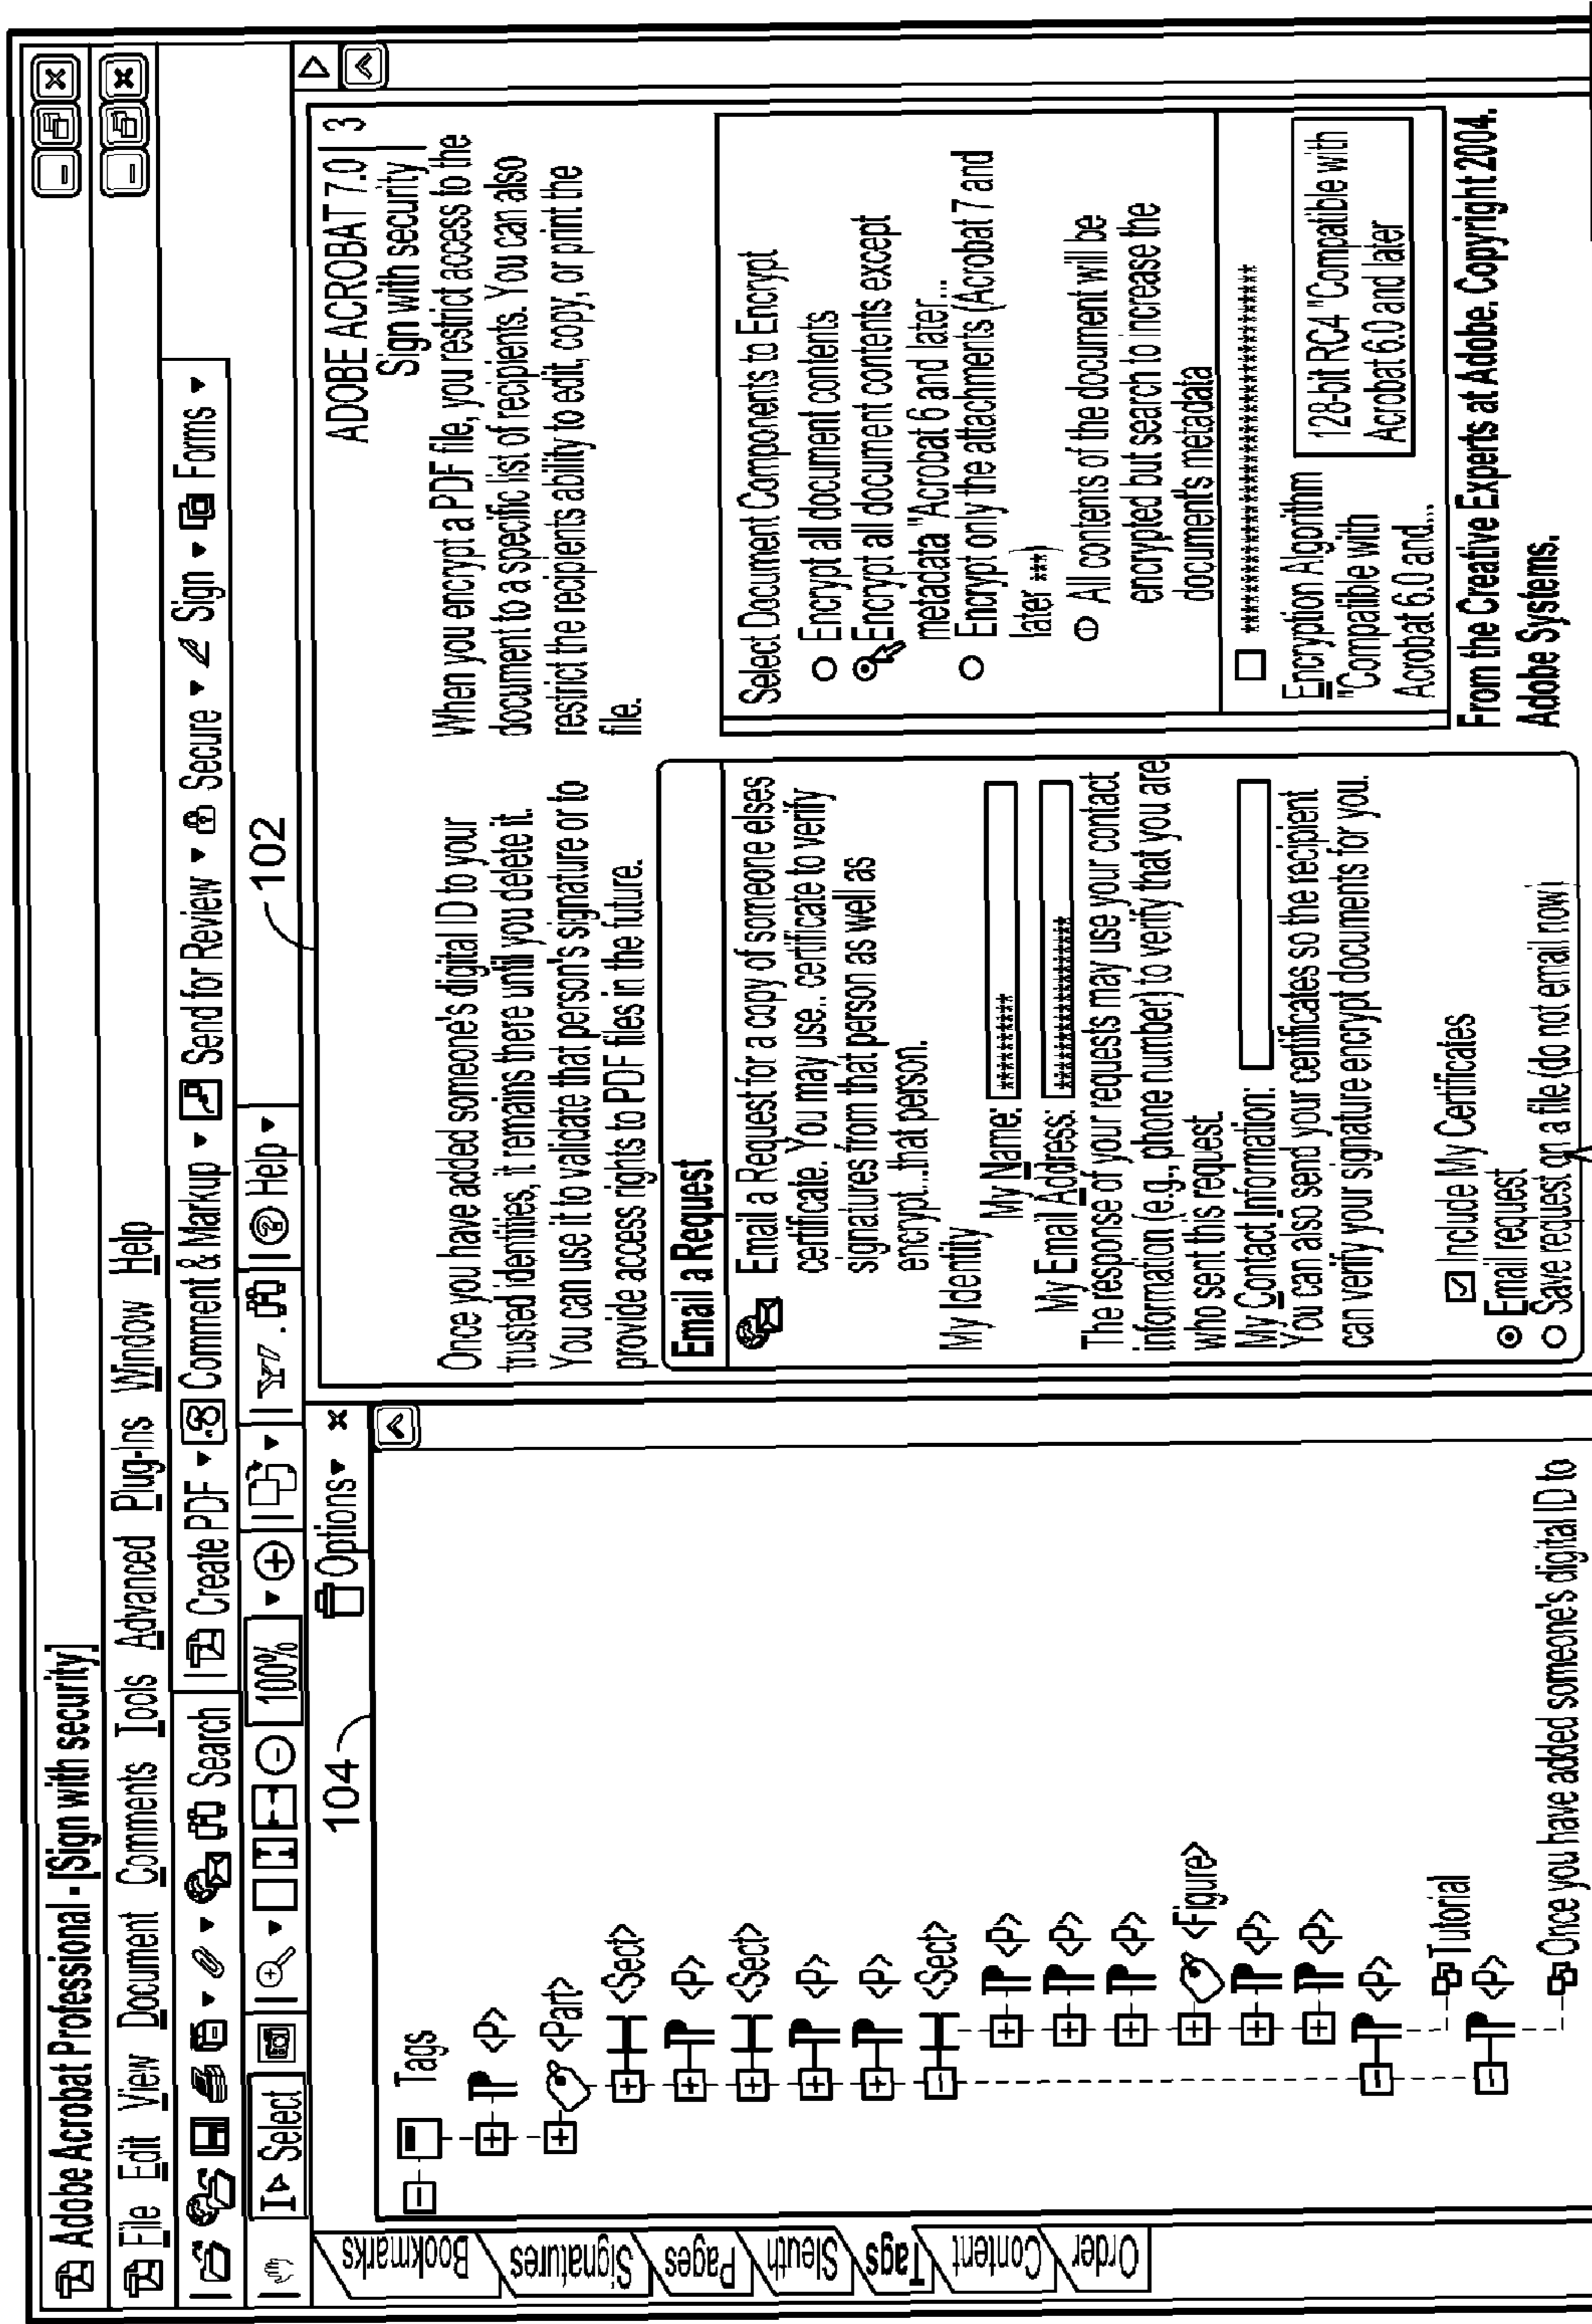 Adobe Acrobat Professional - [Sign with security]
File Edit View Document Comments Tools Advanced Plug-Ins Window Help
Search Create PDF Comment & Markup Send for Review Secure Sign Forms
Select 100% Help
104
102
Options
Bookmarks
Signatures
Pages
Sleuth
Tags
Content
Order
Tags
<P>
<Part>
<Sect>
<P>
<Sect>
<P>
<P>
<Sect>
<P>
<P>
<P>
<Figure>
<P>
<P>
<P>
Tutorial
<P>
Once you have added someone's digital ID to
ADOBE ACROBAT 7.0 | 3
Sign with security
Once you have added someone's digital ID to your
trusted identities, it remains there until you delete it.
You can use it to validate that person's signature or to
provide access rights to PDF files in the future.
Email a Request
Email a Request for a copy of someone elses
certificate. You may use.. certificate to verify
signatures from that person as well as
encrypt...that person.
My Identity
My Name: **********
My Email Address: ********************
The response of your requests may use your contact
information (e.g., phone number) to verify that you are
who sent this request
My Contact Information:
You can also send your certificates so the recipient
can verify your signature encrypt documents for you.
Include My Certificates
Email request
Save request on a file (do not email now)
When you encrypt a PDF file, you restrict access to the
document to a specific list of recipients. You can also
restrict the recipients ability to edit, copy, or print the
file.
Select Document Components to Encrypt
Encrypt all document contents
Encrypt all document contents except
metadata "Acrobat 6 and later...
Encrypt only the attachments (Acrobat 7 and
later ***)
All contents of the document will be
encrypted but search to increase the
document's metadata
****************************************
Encryption Algorithm
"Compatible with
Acrobat 6.0 and...
128-bit RC4 "Compatible with
Acrobat 6.0 and later
From the Creative Experts at Adobe. Copyright 2004.
Adobe Systems.